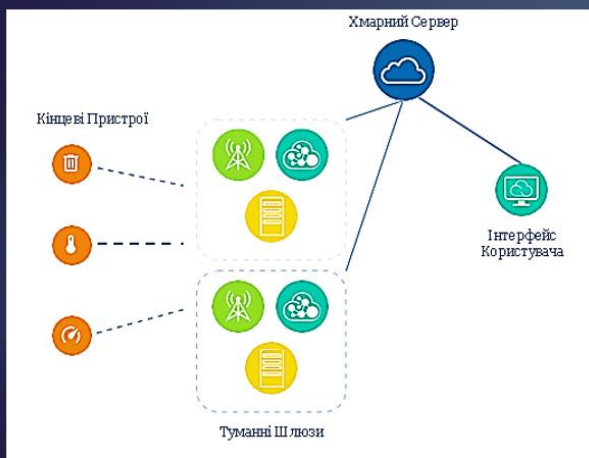 Хмарний Сервер
Кінцеві Пристрої
Інтерфейс
Користувача
Туманні Шлюзи